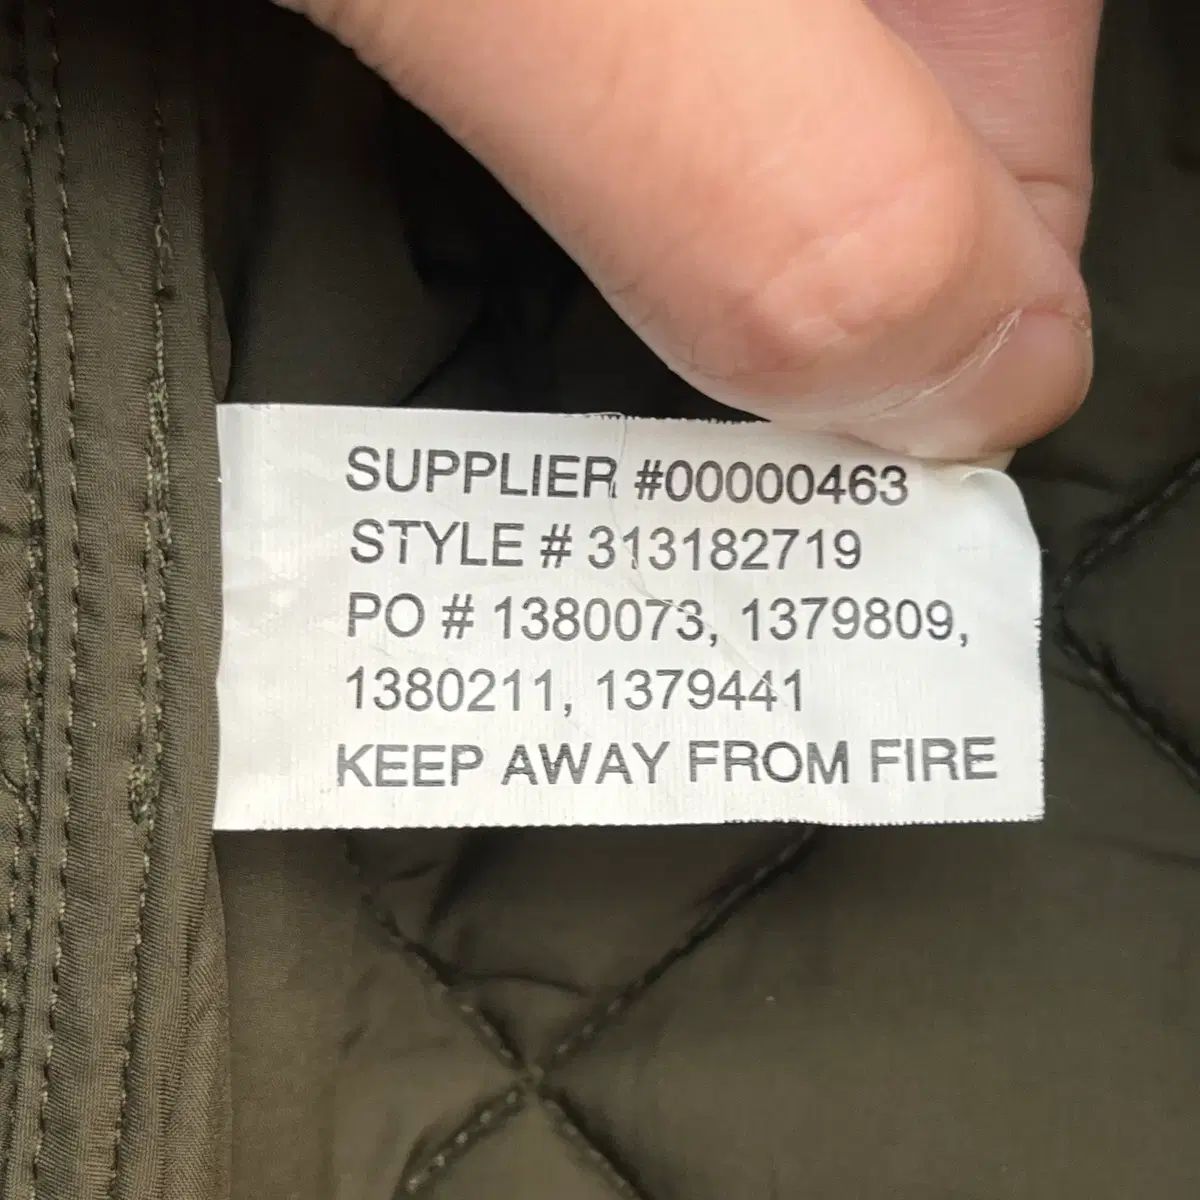 SUPPLIER #00000463
STYLE # 313182719
PO # 1380073, 1379809,
1380211, 1379441
KEEP AWAY FROM FIRE